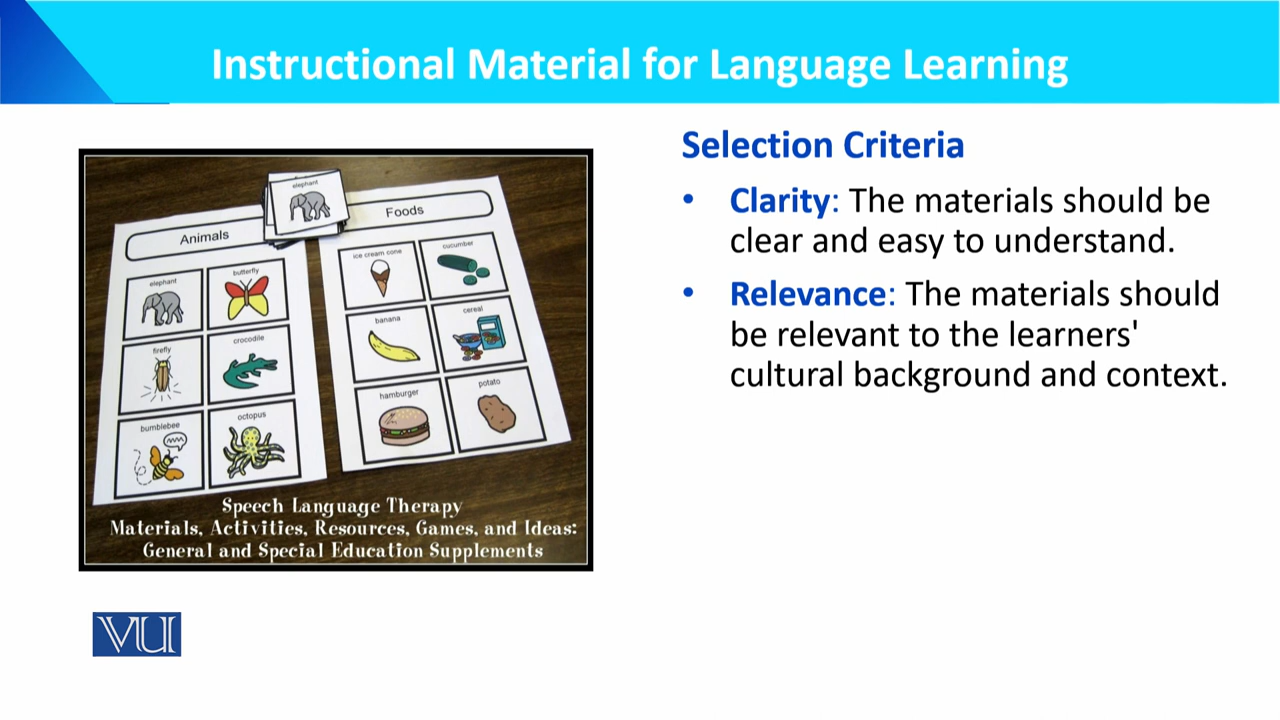 Instructional Material for Language Learning
Selection Criteria
• Clarity: The materials should be
clear and easy to understand.
• Relevance: The materials should
be relevant to the learners'
cultural background and context.
elephant
Animals
Foods
elephant
butterfly
firefly
crocodile
bumblebee
octopus
ice cream cone
cucumber
banana
cereal
hamburger
potato
Speech Language Therapy
Materials, Activities, Resources, Games, and Ideas:
General and Special Education Supplements
VU